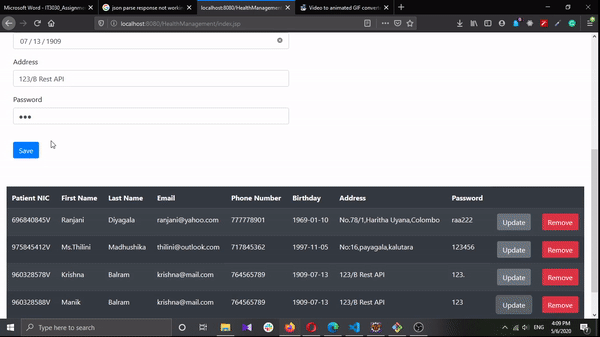 Microsoft Word - IT3030_Assignme
json parse response not workin
localhost:8080/HealthManagement/
Video to animated GIF convert
localhost:8080/HealthManagement/index.jsp
07 / 13 / 1909
Address
123/B Rest API
Password
Save
Patient NIC First Name Last Name Email Phone Number Birthday Address Password
696840845V Ranjani Diyagala ranjani@yahoo.com 777778901 1969-01-10 No.78/1,Haritha Uyana,Colombo raa222 Update Remove
975845412V Ms.Thilini Madhushika thilini@outlook.com 717845362 1997-11-05 No:16,payagala,kalutara 123456 Update Remove
960328578V Krishna Balram krishna@mail.com 764565789 1909-07-13 123/B Rest API 123. Update Remove
960328588V Manik Balram krishna@mail.com 764565789 1909-07-13 123/B Rest API 123 Update Remove
Type here to search
ENG
4:09 PM
5/6/2020